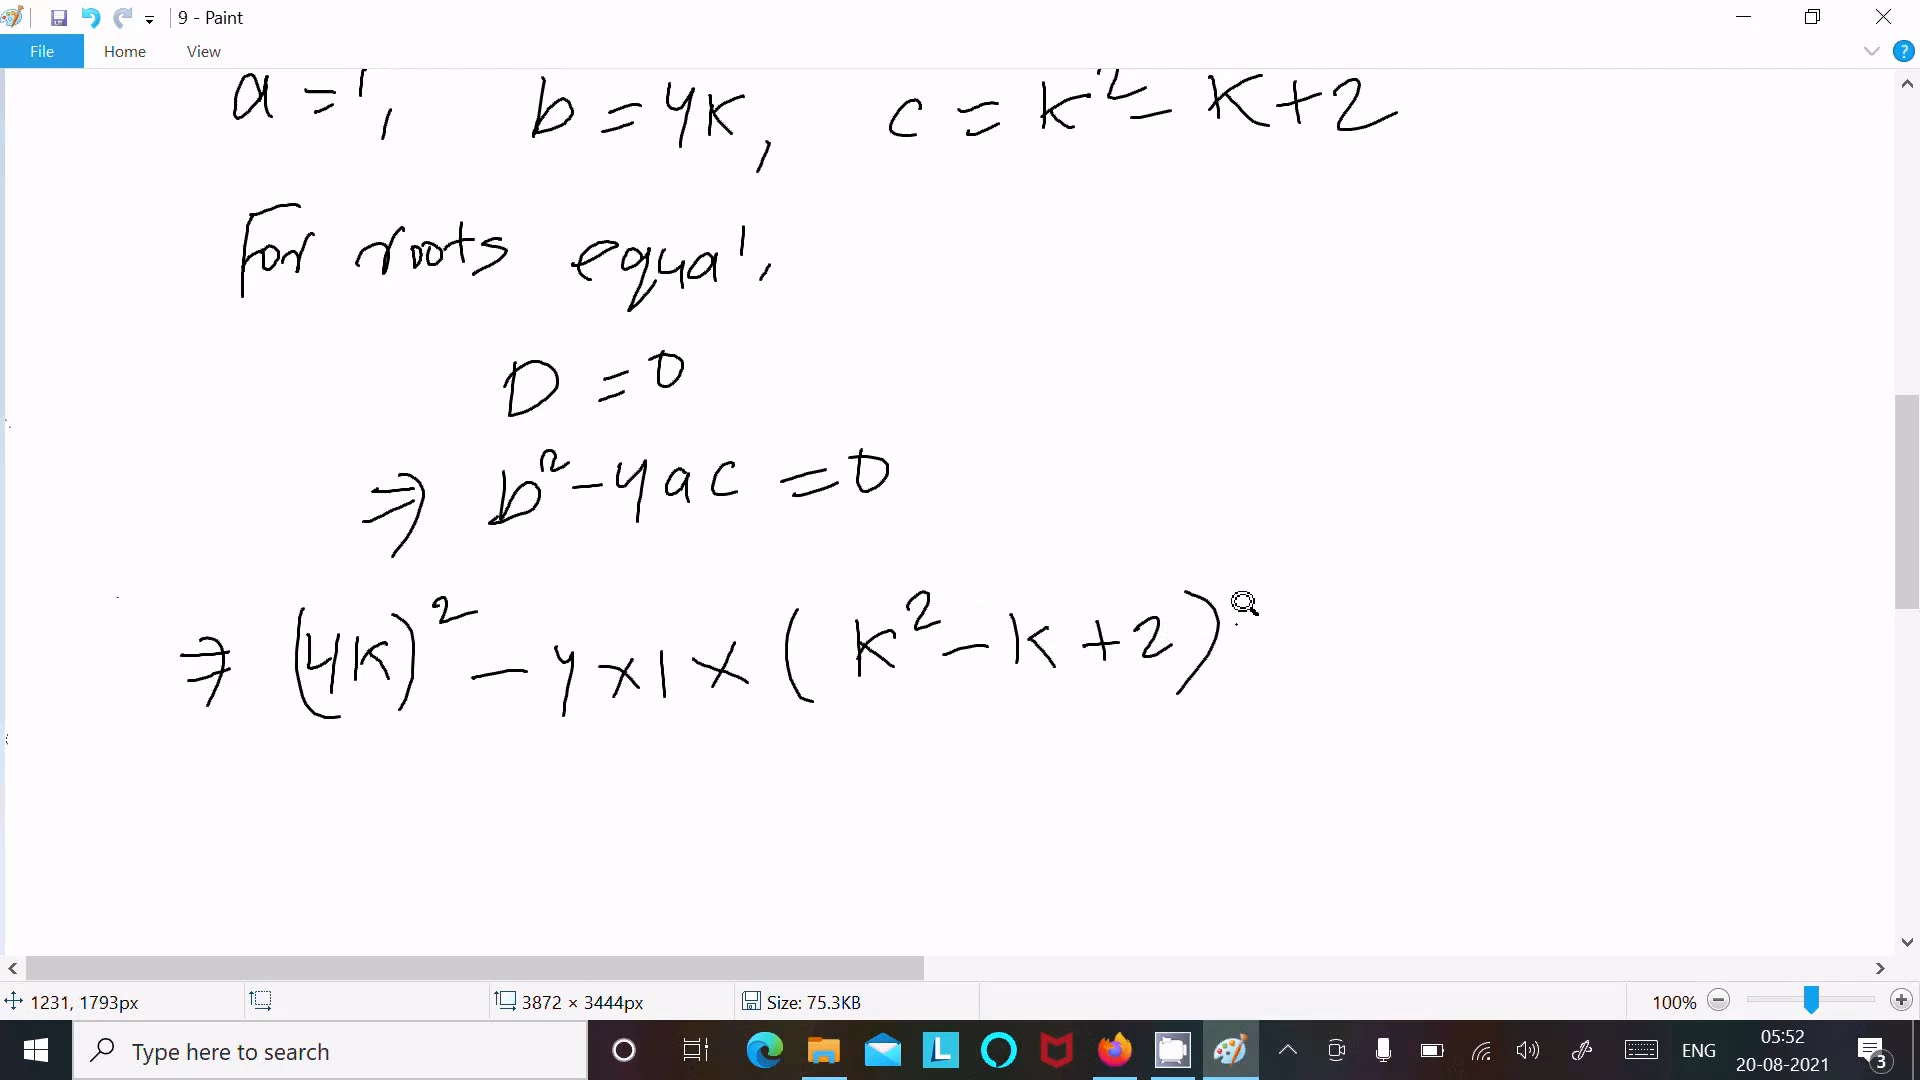 9 - Paint
File Home View
a = 1, b = 4K, c = K² - K + 2
For roots equal,
D = 0
⇒ b² - 4ac = 0
⇒ (4K)² - 4 × 1 × ( K² - K + 2 )
1231, 1793px 3872 × 3444px Size: 75.3KB 100%
Type here to search L ENG 05:52
20-08-2021 3